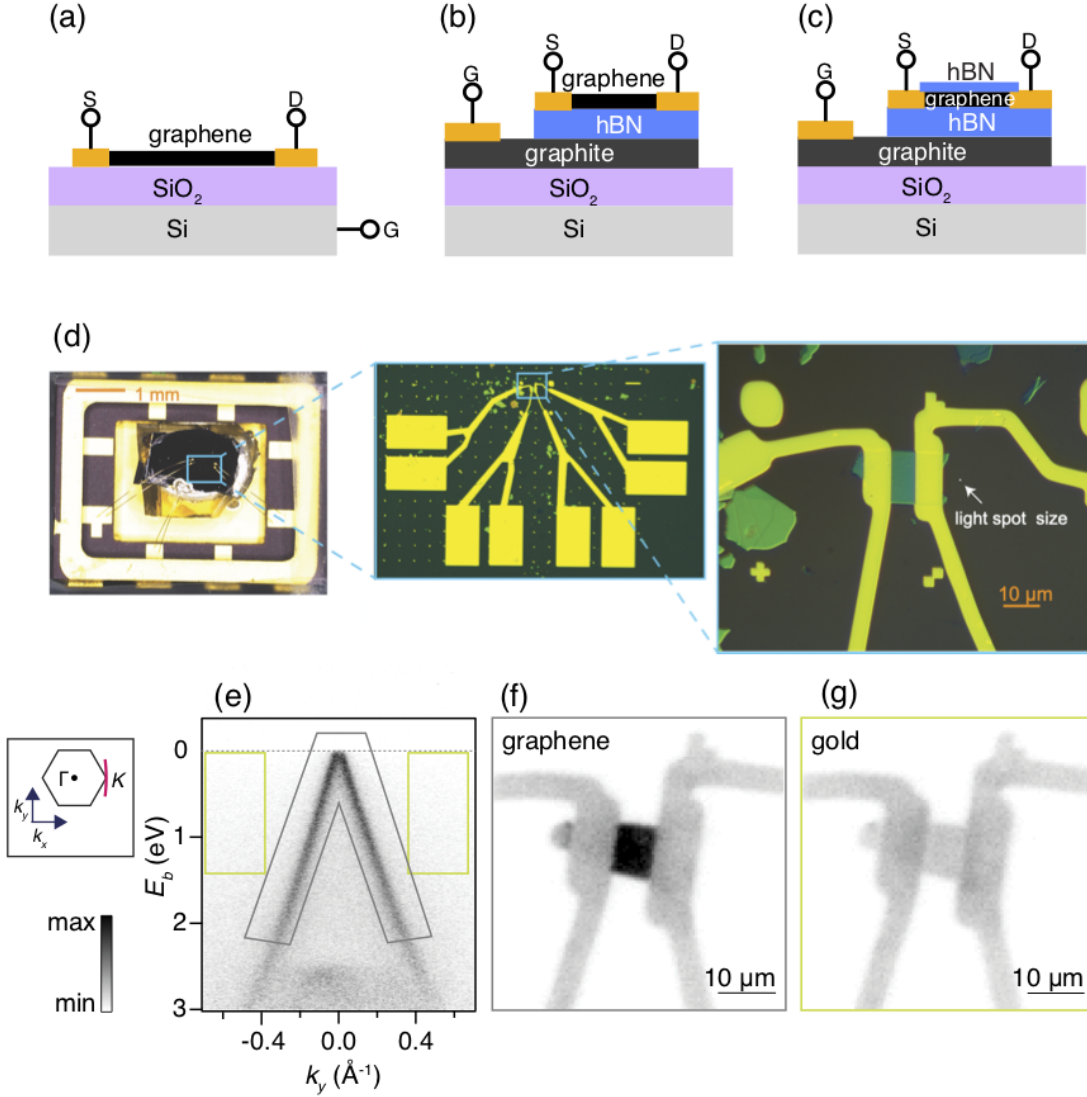 (a)
S
D
graphene
SiO2
Si
G
(b)
S
D
G
graphene
hBN
graphite
SiO2
Si
(c)
S
D
G
hBN
graphene
hBN
graphite
SiO2
Si
(d)
1 mm
light spot size
10 μm
Γ
K
ky
kx
max
min
(e)
0
1
2
3
Eb (eV)
-0.4
0.0
0.4
ky (Å-1)
(f)
graphene
10 μm
(g)
gold
10 μm